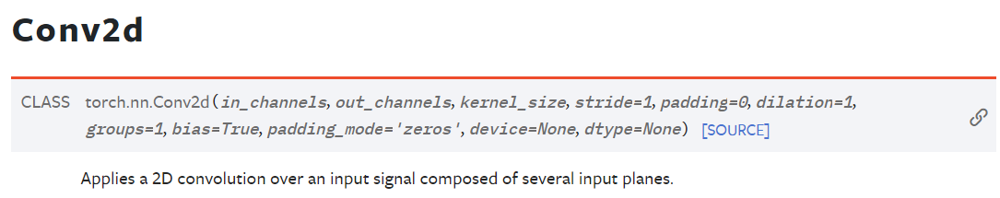 Conv2d
CLASS torch.nn.Conv2d(in_channels, out_channels, kernel_size, stride=1, padding=0, dilation=1,
groups=1, bias=True, padding_mode='zeros', device=None, dtype=None) [SOURCE]
Applies a 2D convolution over an input signal composed of several input planes.